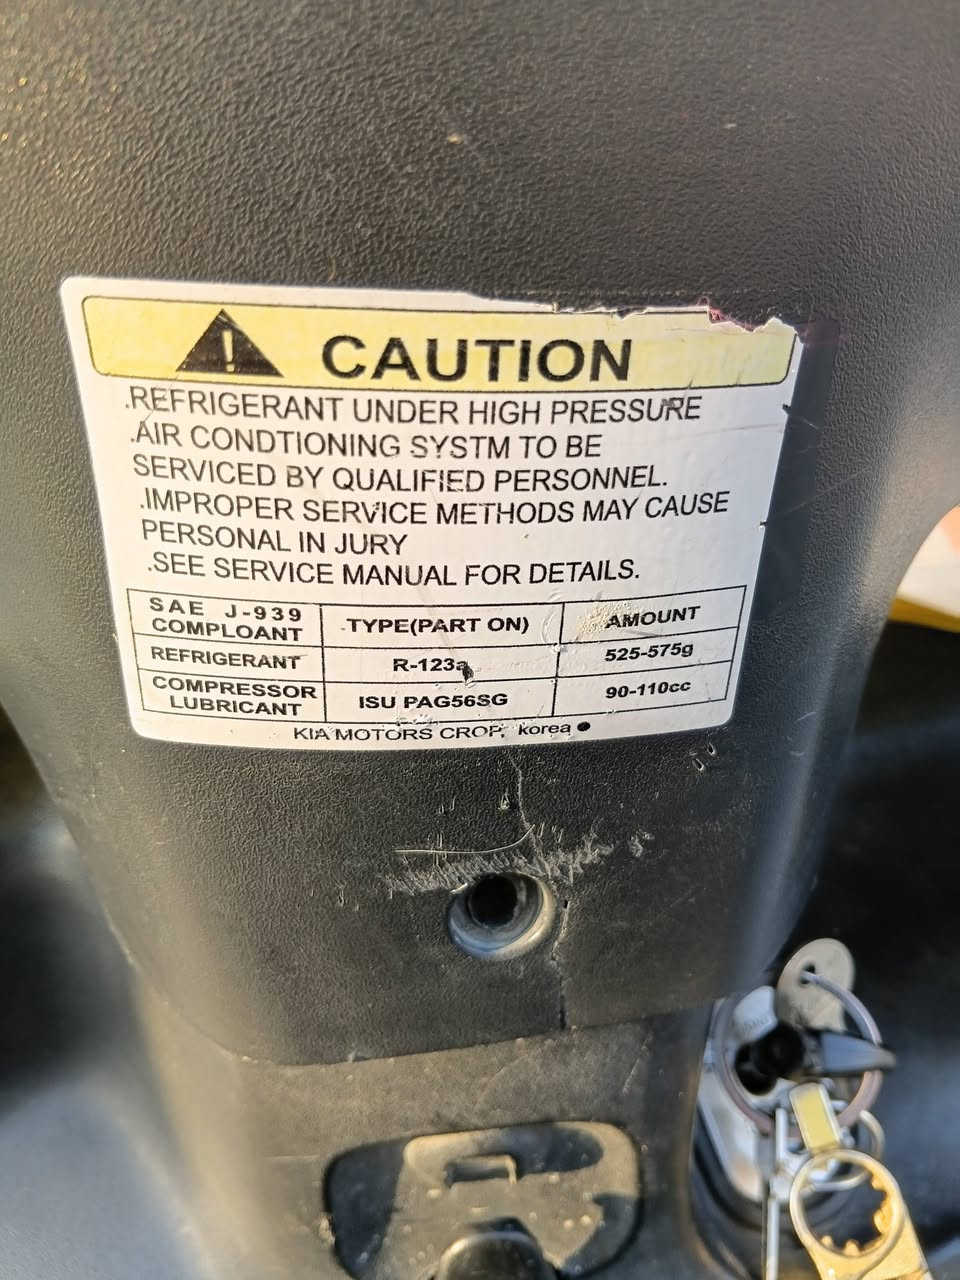 CAUTION
.REFRIGERANT UNDER HIGH PRESSURE
.AIR CONDTIONING SYSTM TO BE
SERVICED BY QUALIFIED PERSONNEL.
.IMPROPER SERVICE METHODS MAY CAUSE
PERSONAL IN JURY
.SEE SERVICE MANUAL FOR DETAILS.
SAE J-939
COMPLOANT
TYPE(PART ON)
AMOUNT
REFRIGERANT
R-123a
525-575g
COMPRESSOR
LUBRICANT
ISU PAG56SG
90-110cc
KIA MOTORS CROP, korea